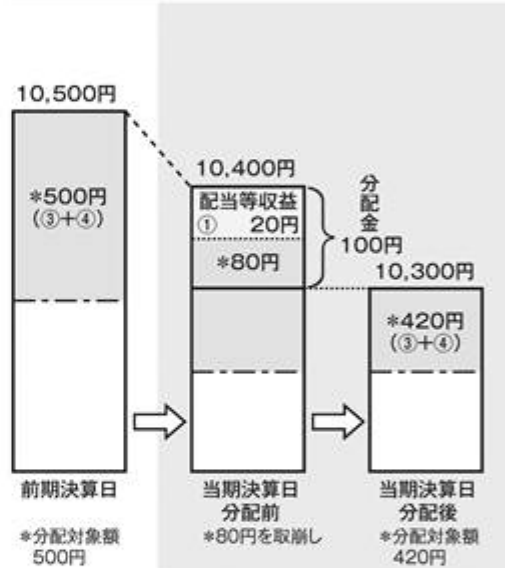 10,500円
*500円
(③+④)
前期決算日
*分配対象額
500円
10,400円
配当等収益
① 20円
*80円
分配金
100円
当期決算日
分配前
*80円を取崩し
10,300円
*420円
(③+④)
当期決算日
分配後
*分配対象額
420円